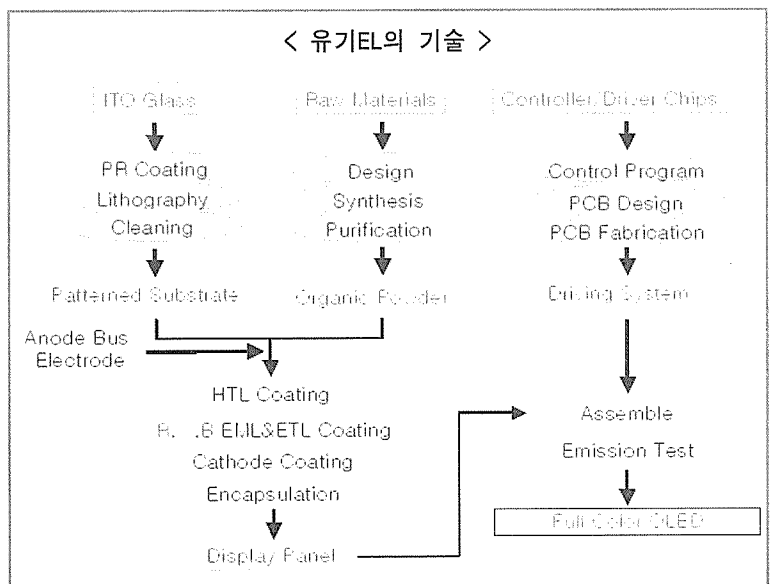 < 유기EL의 기술 >
ITO Glass
Raw Materials
Controller/Driver Chips
PR Coating
Lithography
Cleaning
Design
Synthesis
Purification
Control Program
PCB Design
PCB Fabrication
Patterned Substrate
Organic Powder
Driving System
Anode Bus
Electrode
HTL Coating
R. .B EML&ETL Coating
Cathode Coating
Encapsulation
Display Panel
Assemble
Emission Test
Full Color OLED